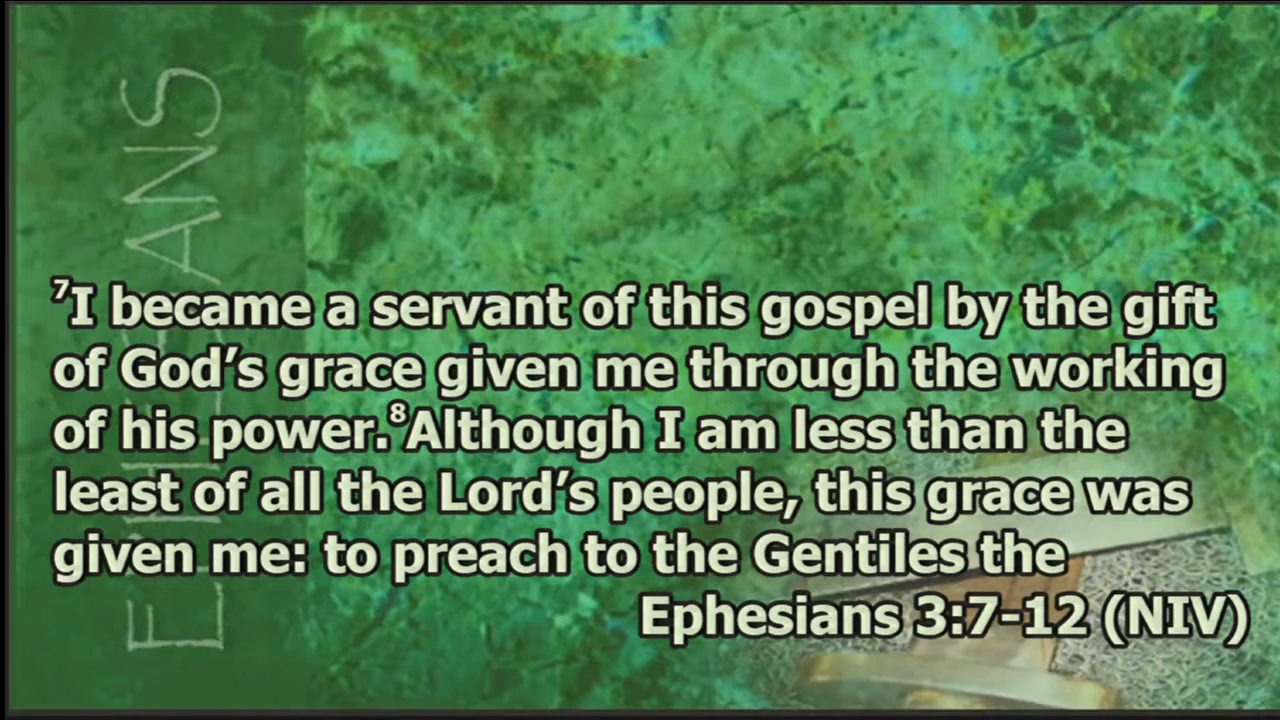 EPHESIANS
⁷I became a servant of this gospel by the gift
of God’s grace given me through the working
of his power.⁸Although I am less than the
least of all the Lord’s people, this grace was
given me: to preach to the Gentiles the
Ephesians 3:7-12 (NIV)